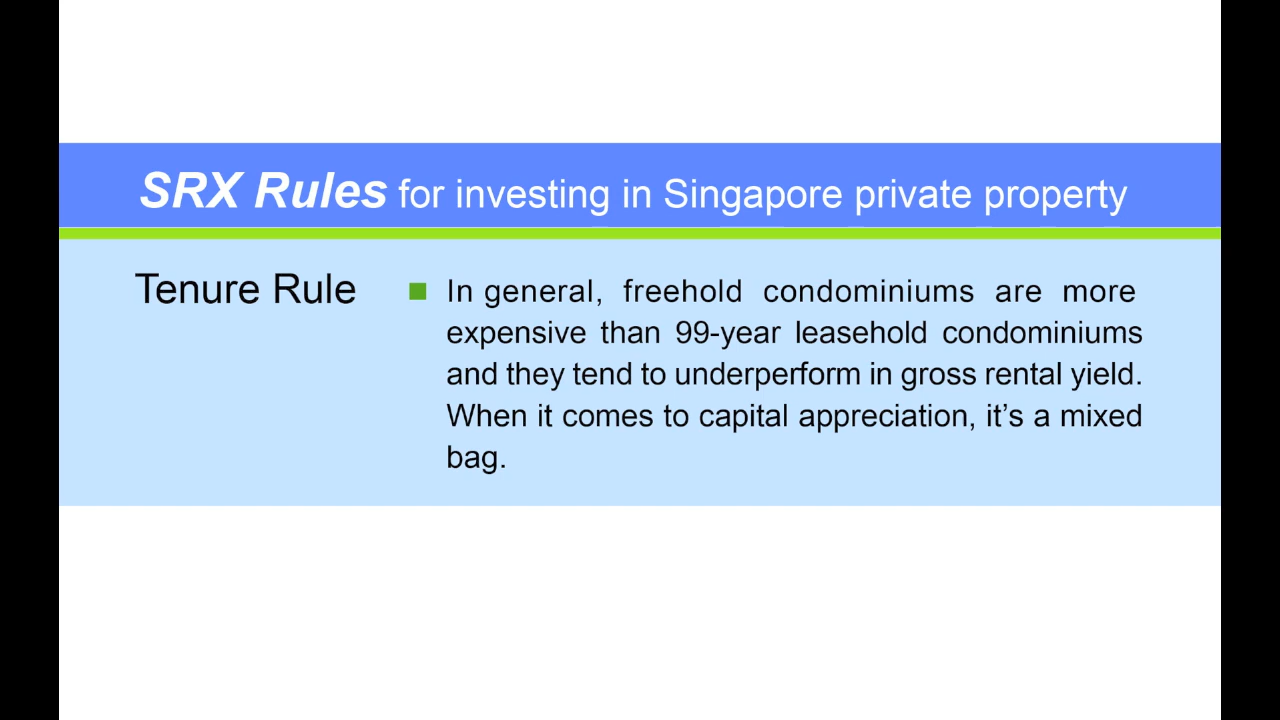 SRX Rules for investing in Singapore private property
Tenure Rule
■ In general, freehold condominiums are more
expensive than 99-year leasehold condominiums
and they tend to underperform in gross rental yield.
When it comes to capital appreciation, it’s a mixed
bag.